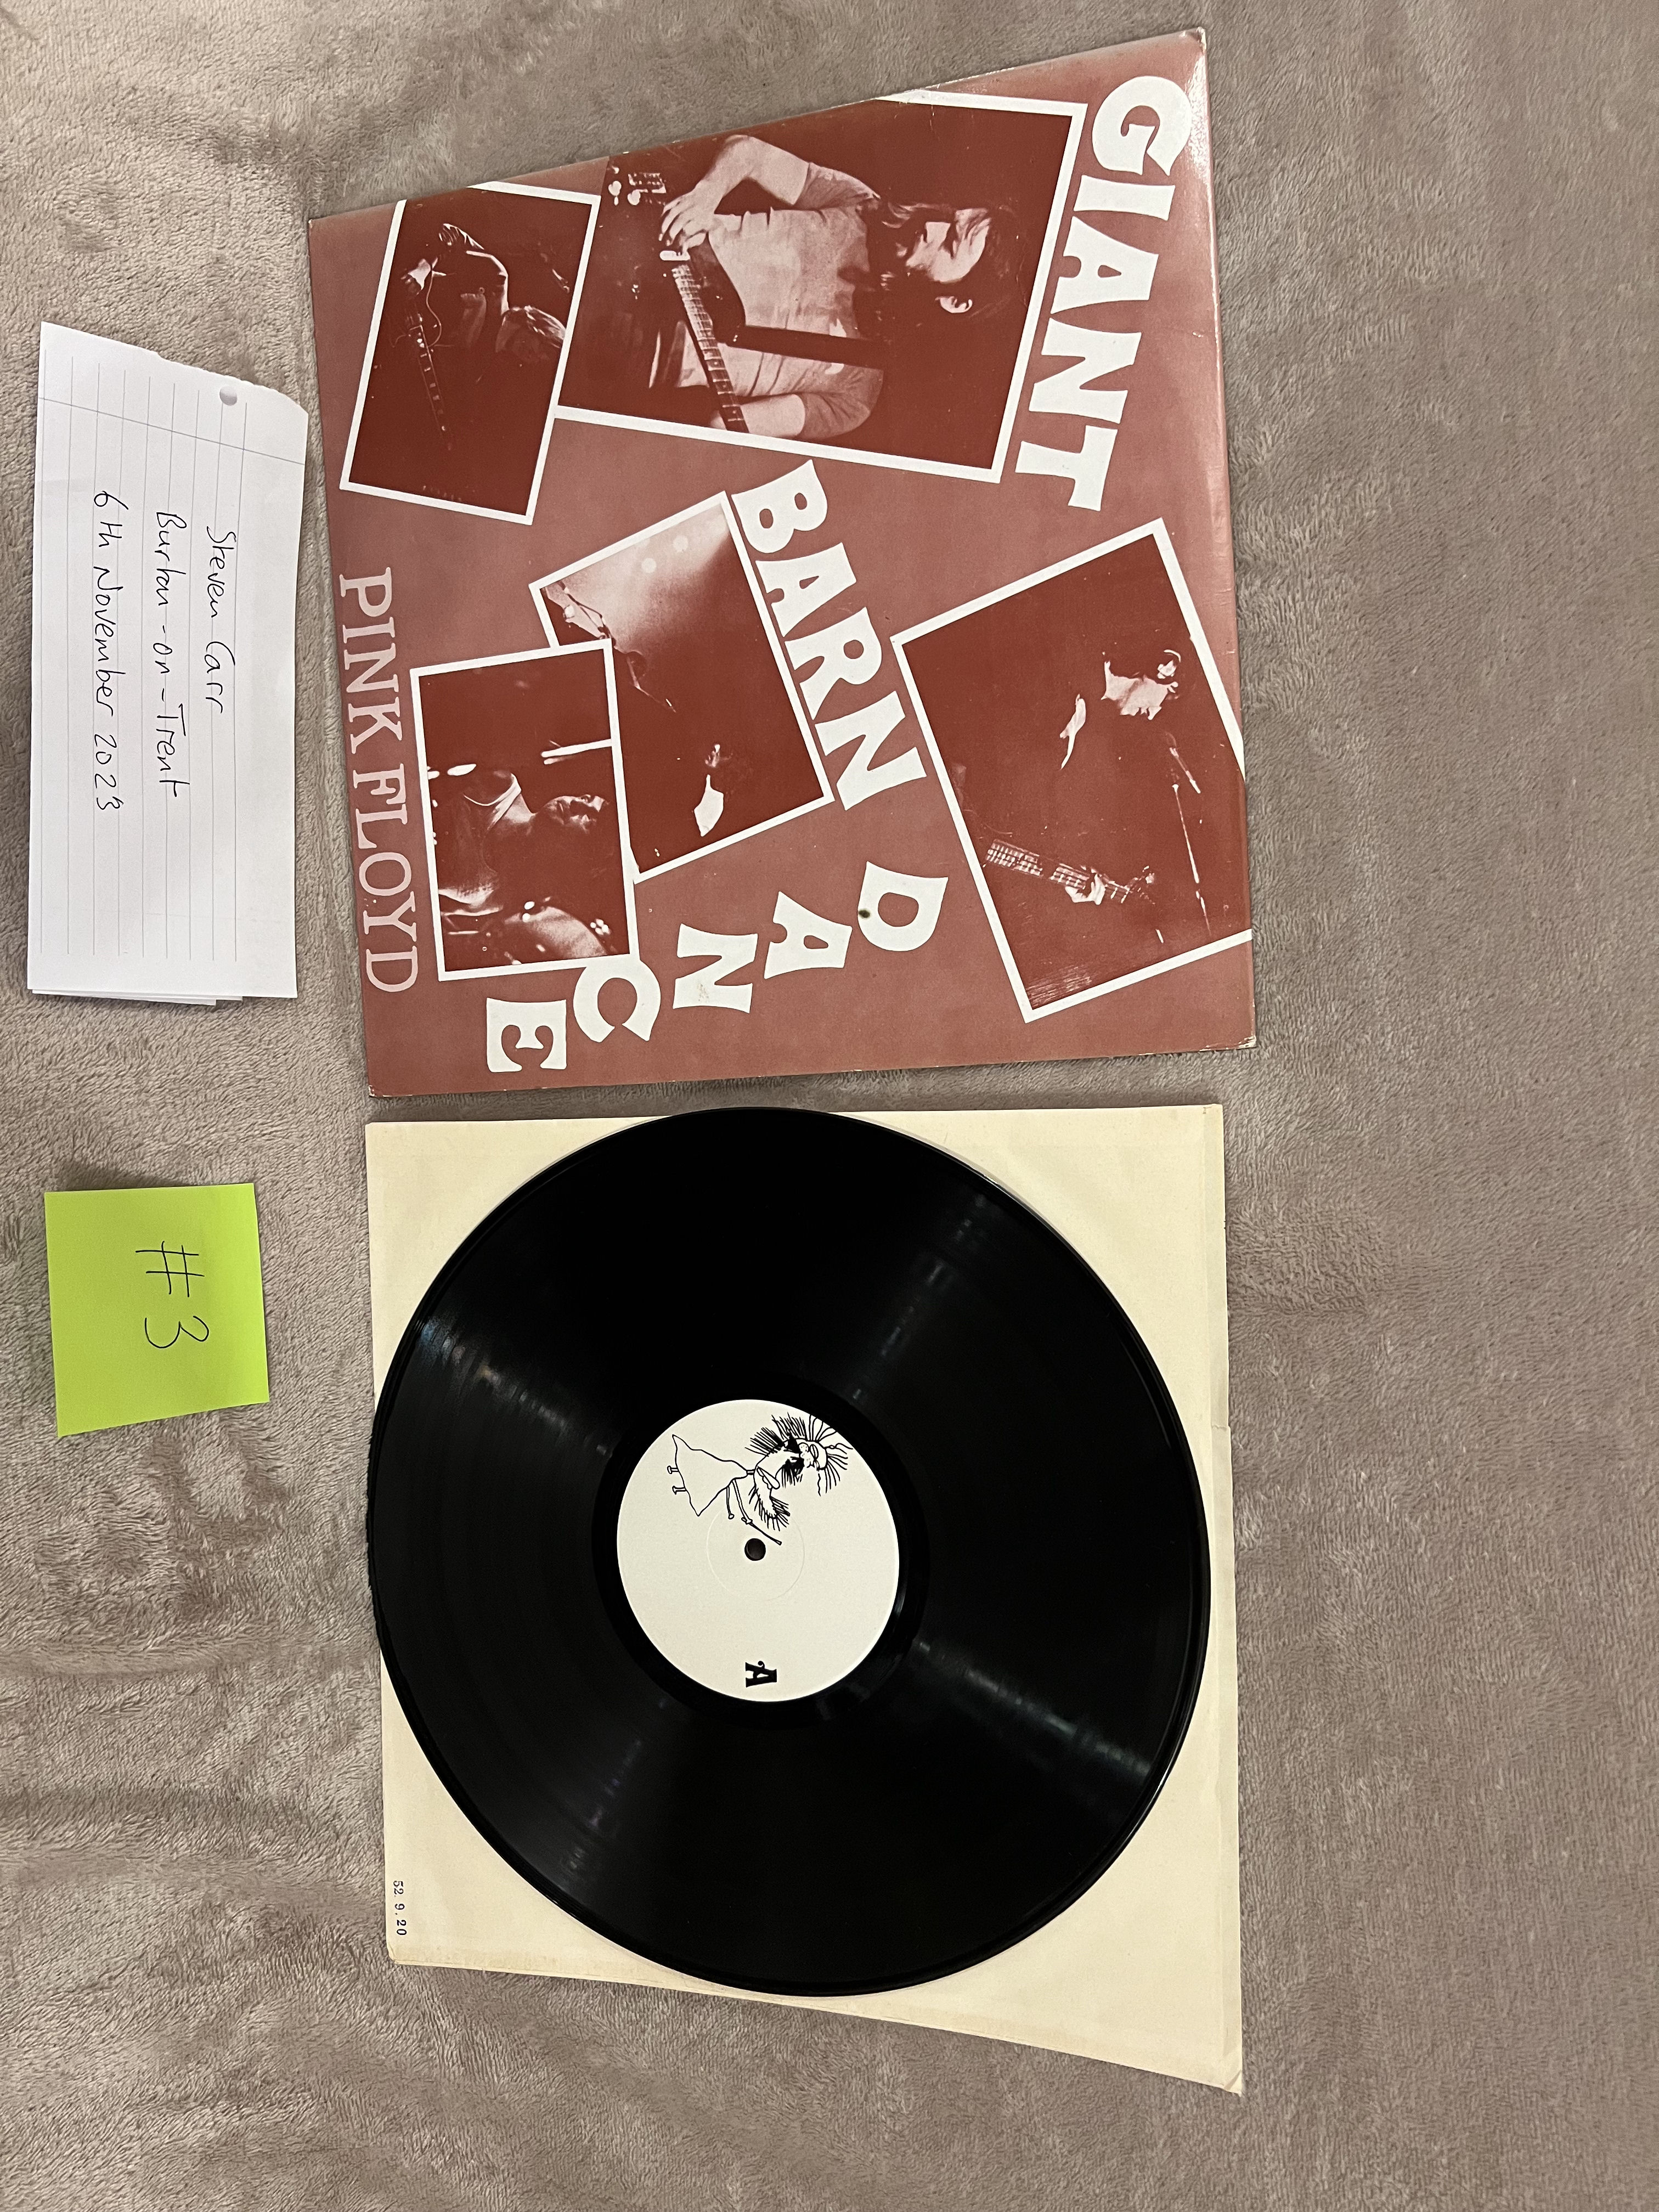 GIANT
BARN
DANCE
PINK FLOYD
Steven Carr
Burton-on-Trent
6th November 2023
#3
A
52.9.20